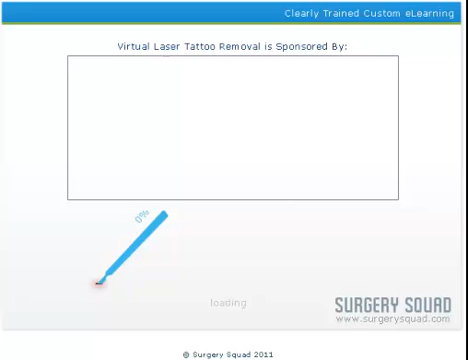 Clearly Trained Custom eLearning
Virtual Laser Tattoo Removal is Sponsored By:
0%
loading
SURGERY SQUAD
www.surgerysquad.com
© Surgery Squad 2011